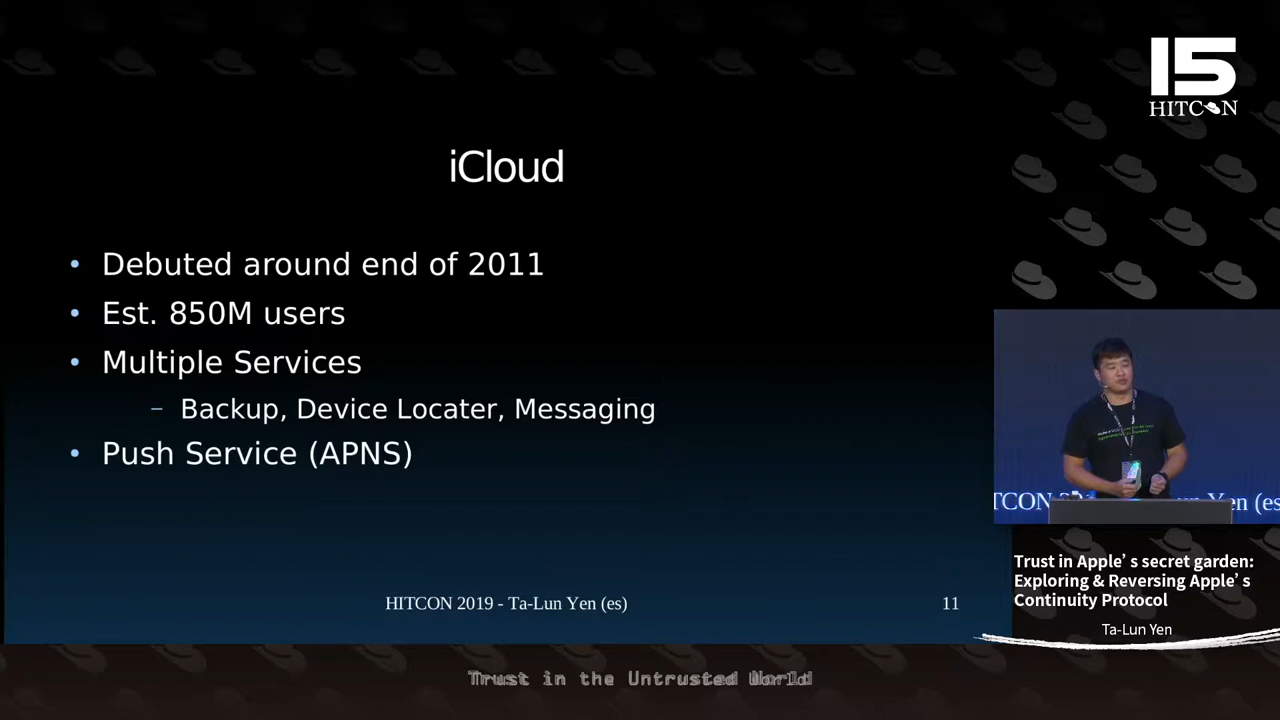 15
HITCON
iCloud
• Debuted around end of 2011
• Est. 850M users
• Multiple Services
– Backup, Device Locater, Messaging
• Push Service (APNS)
HITCON 2019 - Ta-Lun Yen (es)
11
Trust in Apple’s secret garden:
Exploring & Reversing Apple’s
Continuity Protocol
Ta-Lun Yen
Trust in the Untrusted World